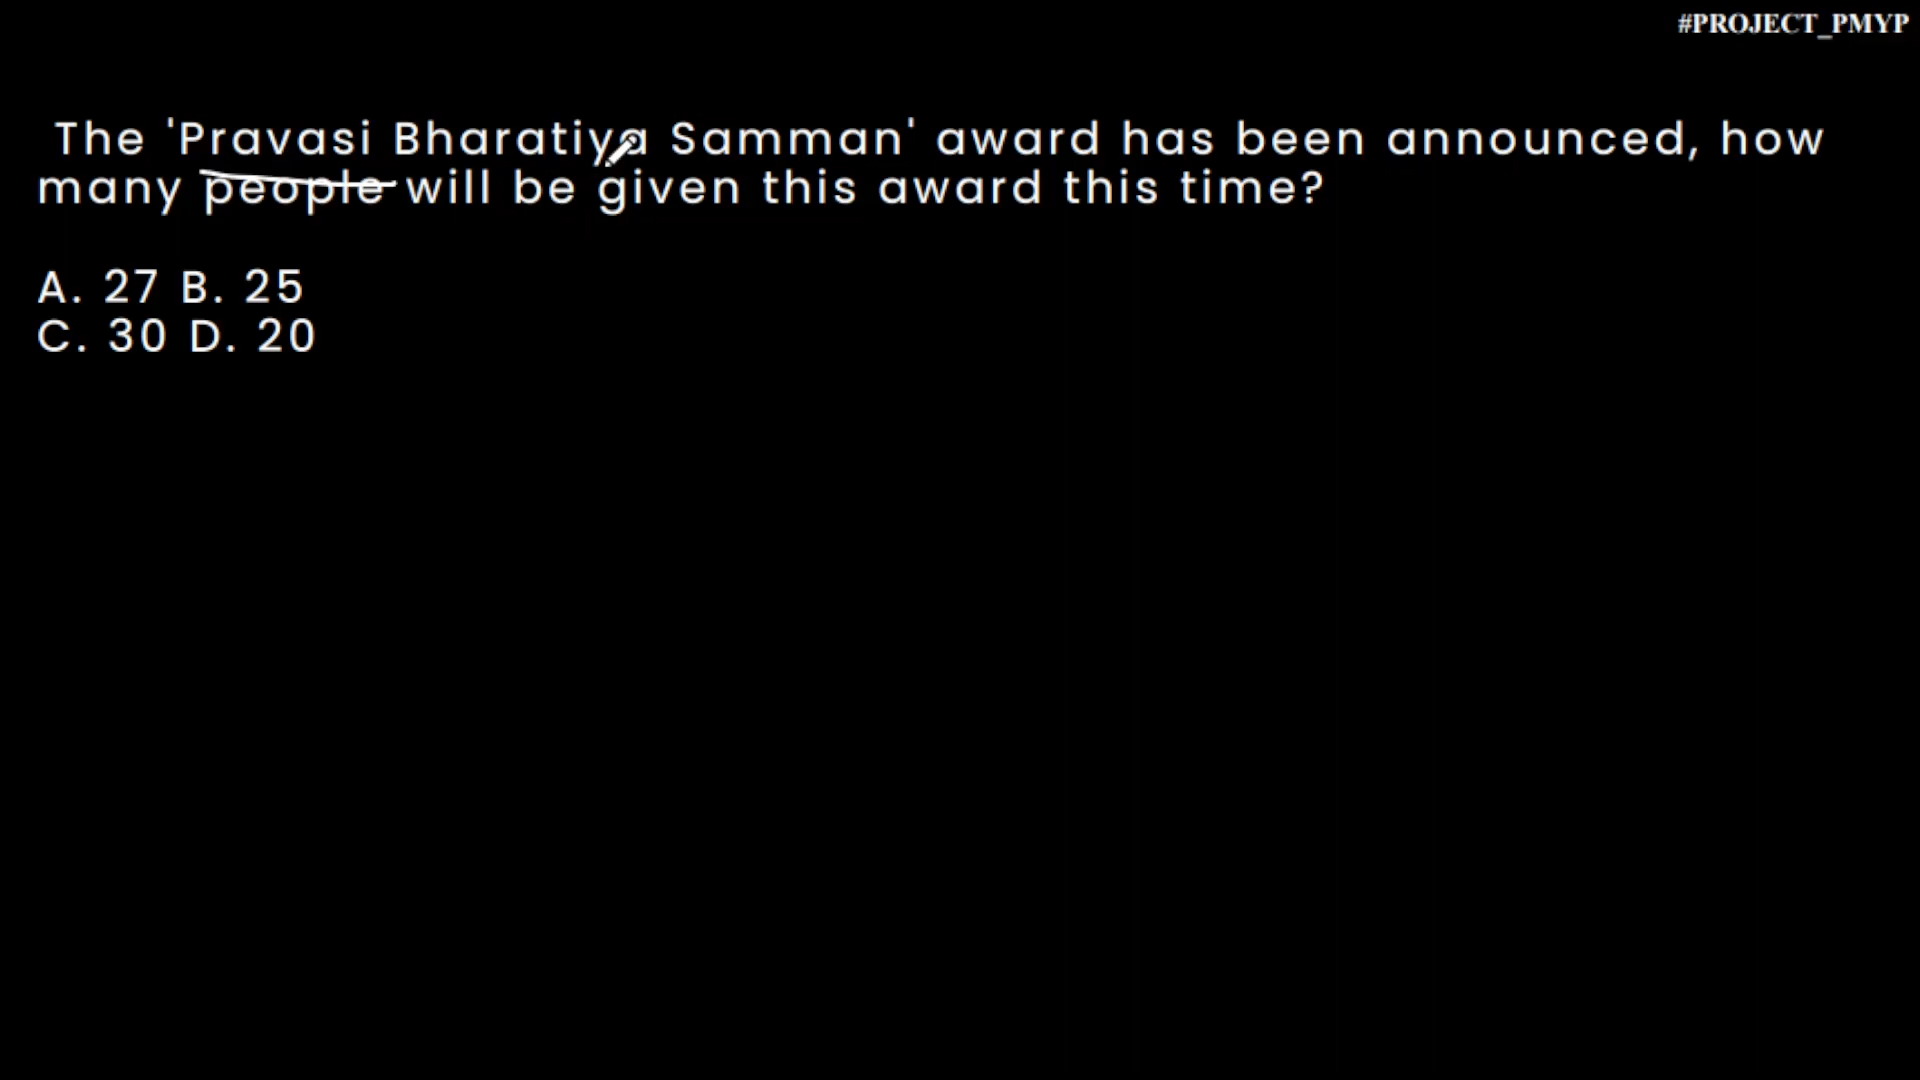 #PROJECT_PMYP
The 'Pravasi Bharatiya Samman' award has been announced, how
many people will be given this award this time?
A. 27 B. 25
C. 30 D. 20